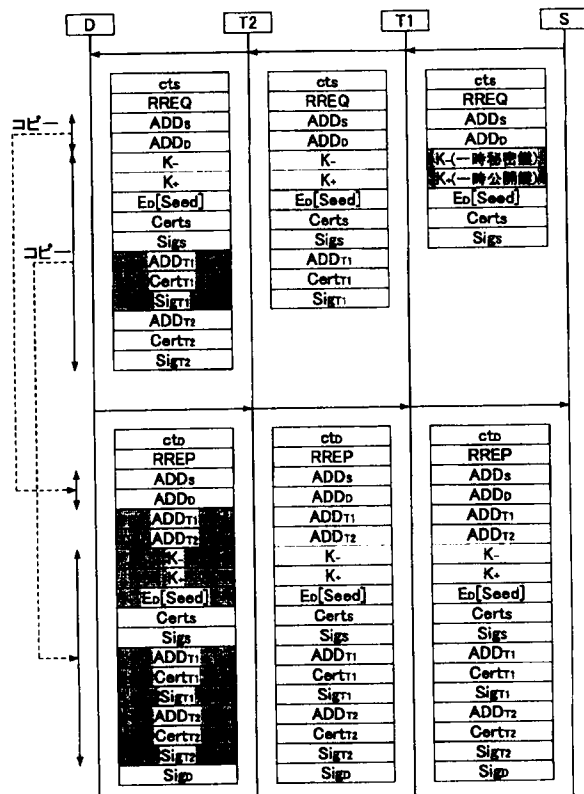 D T2 T1 S
cts
RREQ
ADDs
ADDD
K-
K+
ED[Seed]
Certs
Sigs
ADDT1
CertT1
SigT1
ADDT2
CertT2
SigT2
cts
RREQ
ADDs
ADDD
K-
K+
ED[Seed]
Certs
Sigs
ADDT1
CertT1
SigT1
cts
RREQ
ADDs
ADDD
K-(一時秘密鍵)
K+(一時公開鍵)
ED[Seed]
Certs
Sigs
コピー
コピー
ctD
RREP
ADDs
ADDD
ADDT1
ADDT2
K-
K+
ED[Seed]
Certs
Sigs
ADDT1
CertT1
SigT1
ADDT2
CertT2
SigT2
SigD
ctD
RREP
ADDs
ADDD
ADDT1
ADDT2
K-
K+
ED[Seed]
Certs
Sigs
ADDT1
CertT1
SigT1
ADDT2
CertT2
SigT2
SigD
ctD
RREP
ADDs
ADDD
ADDT1
ADDT2
K-
K+
ED[Seed]
Certs
Sigs
ADDT1
CertT1
SigT1
ADDT2
CertT2
SigT2
SigD